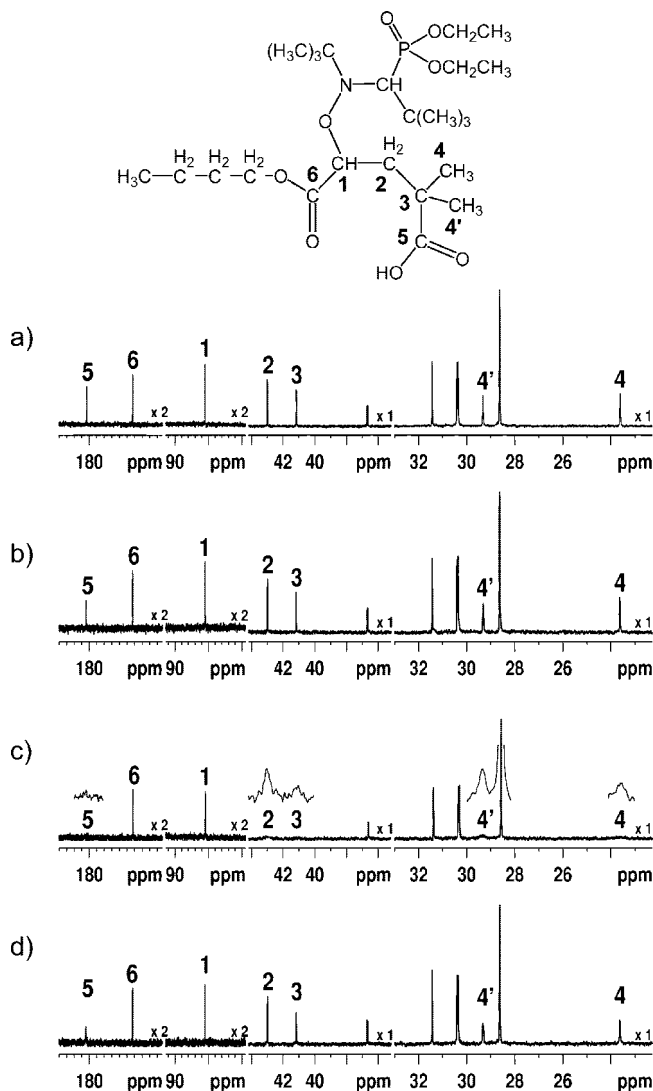 O
(H3C)3C P OCH2CH3
OCH2CH3
N CH
O C(CH3)3
H2 4
H2 H2 H2 6 CH C CH3
H3C C C C O C 1 2 3 C CH3
O 5 C 4'
HO O
a)
5 6 1 2 3 4' 4
x 2 x 2 x 1 x 1
180 ppm 90 ppm 42 40 ppm 32 30 28 26 ppm
b)
5 6 1 2 3 4' 4
x 2 x 2 x 1 x 1
180 ppm 90 ppm 42 40 ppm 32 30 28 26 ppm
c)
5 6 1 2 3 4' 4
x 2 x 2 x 1 x 1
180 ppm 90 ppm 42 40 ppm 32 30 28 26 ppm
d)
5 6 1 2 3 4' 4
x 2 x 2 x 1 x 1
180 ppm 90 ppm 42 40 ppm 32 30 28 26 ppm